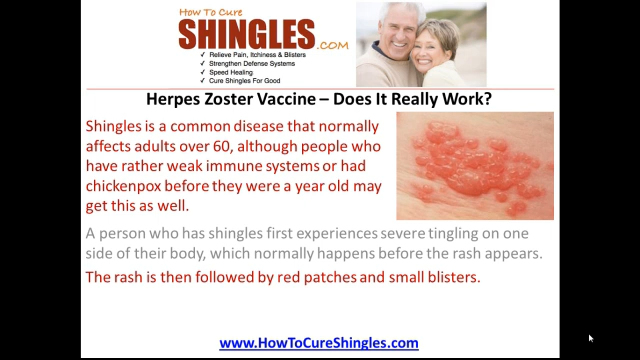 How To Cure
SHINGLES.COM
✓ Relieve Pain, Itchiness & Blisters
✓ Strengthen Defense Systems
✓ Speed Healing
✓ Cure Shingles For Good
Herpes Zoster Vaccine – Does It Really Work?
Shingles is a common disease that normally
affects adults over 60, although people who
have rather weak immune systems or had
chickenpox before they were a year old may
get this as well.
A person who has shingles first experiences severe tingling on one
side of their body, which normally happens before the rash appears.
The rash is then followed by red patches and small blisters.
www.HowToCureShingles.com